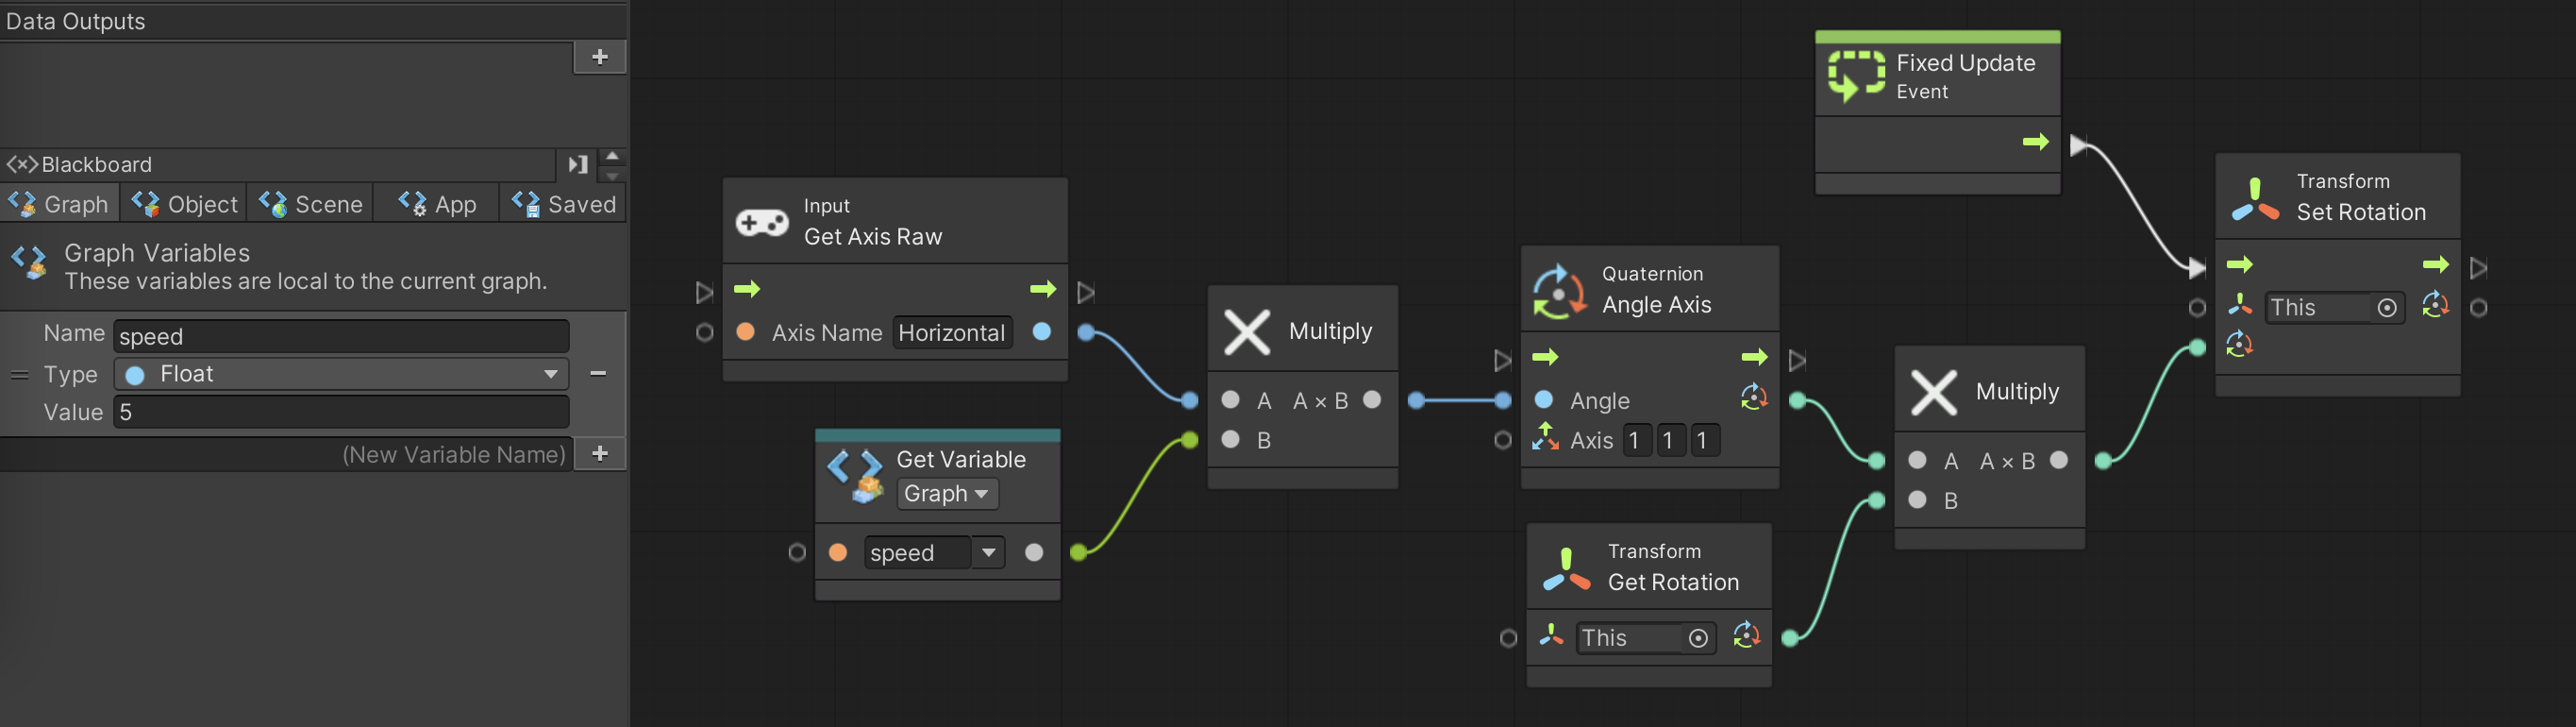 Data Outputs
+
<×> Blackboard
Graph Object Scene App Saved
Graph Variables
These variables are local to the current graph.
Name speed
Type Float
Value 5
(New Variable Name) +
Input
Get Axis Raw
Axis Name Horizontal
Get Variable
Graph
speed
Multiply
A A × B
B
Quaternion
Angle Axis
Angle
Axis 1 1 1
Transform
Get Rotation
This
Fixed Update
Event
Multiply
A A × B
B
Transform
Set Rotation
This